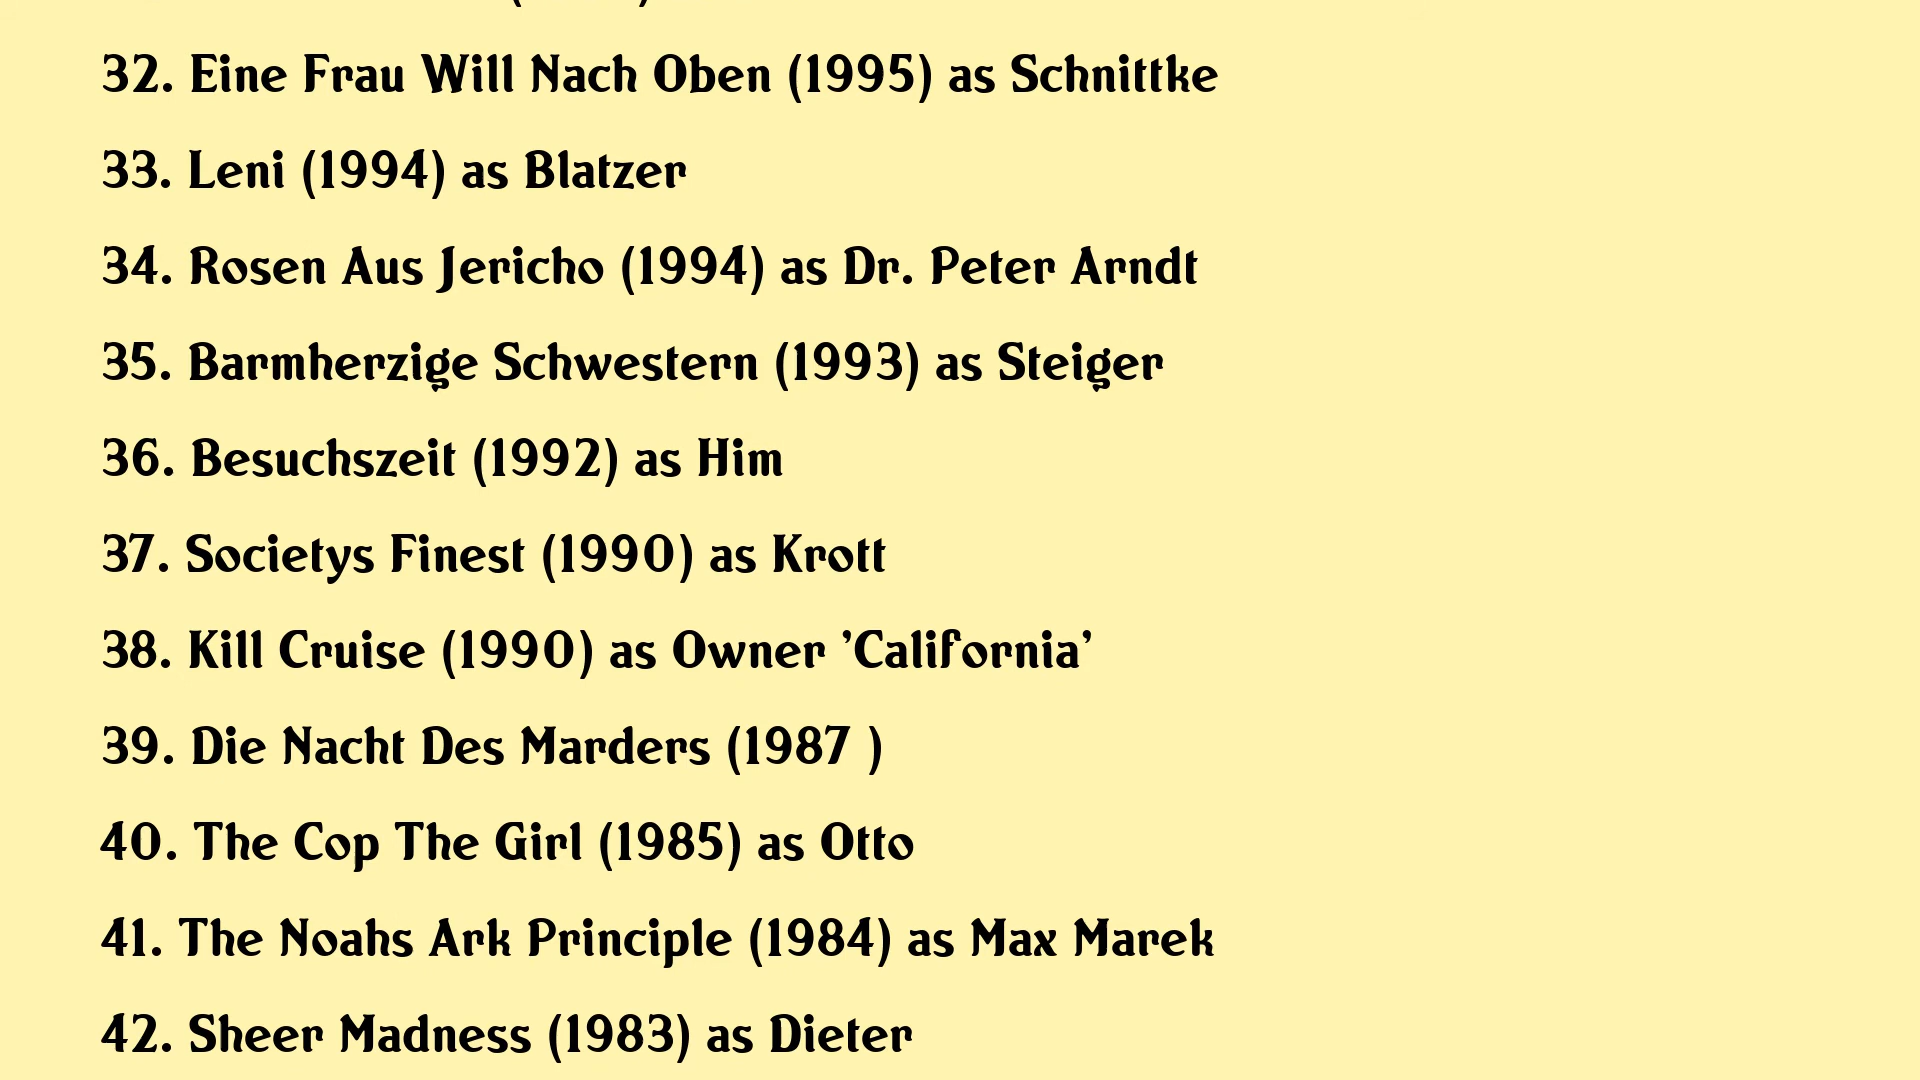 32. Eine Frau Will Nach Oben (1995) as Schnittke
33. Leni (1994) as Blatzer
34. Rosen Aus Jericho (1994) as Dr. Peter Arndt
35. Barmherzige Schwestern (1993) as Steiger
36. Besuchszeit (1992) as Him
37. Societys Finest (1990) as Krott
38. Kill Cruise (1990) as Owner 'California'
39. Die Nacht Des Marders (1987 )
40. The Cop The Girl (1985) as Otto
41. The Noahs Ark Principle (1984) as Max Marek
42. Sheer Madness (1983) as Dieter